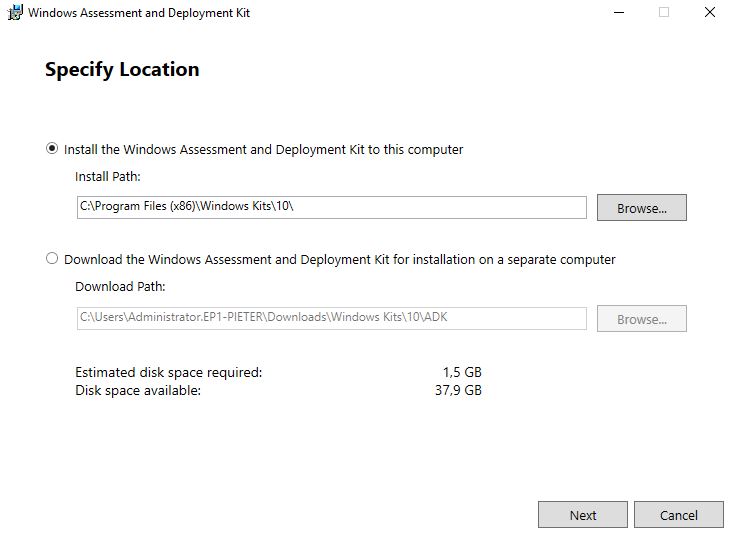 Windows Assessment and Deployment Kit
Specify Location
Install the Windows Assessment and Deployment Kit to this computer
Install Path:
C:\Program Files (x86)\Windows Kits\10\
Browse...
Download the Windows Assessment and Deployment Kit for installation on a separate computer
Download Path:
C:\Users\Administrator.EP1-PIETER\Downloads\Windows Kits\10\ADK
Browse...
Estimated disk space required: 1,5 GB
Disk space available: 37,9 GB
Next Cancel